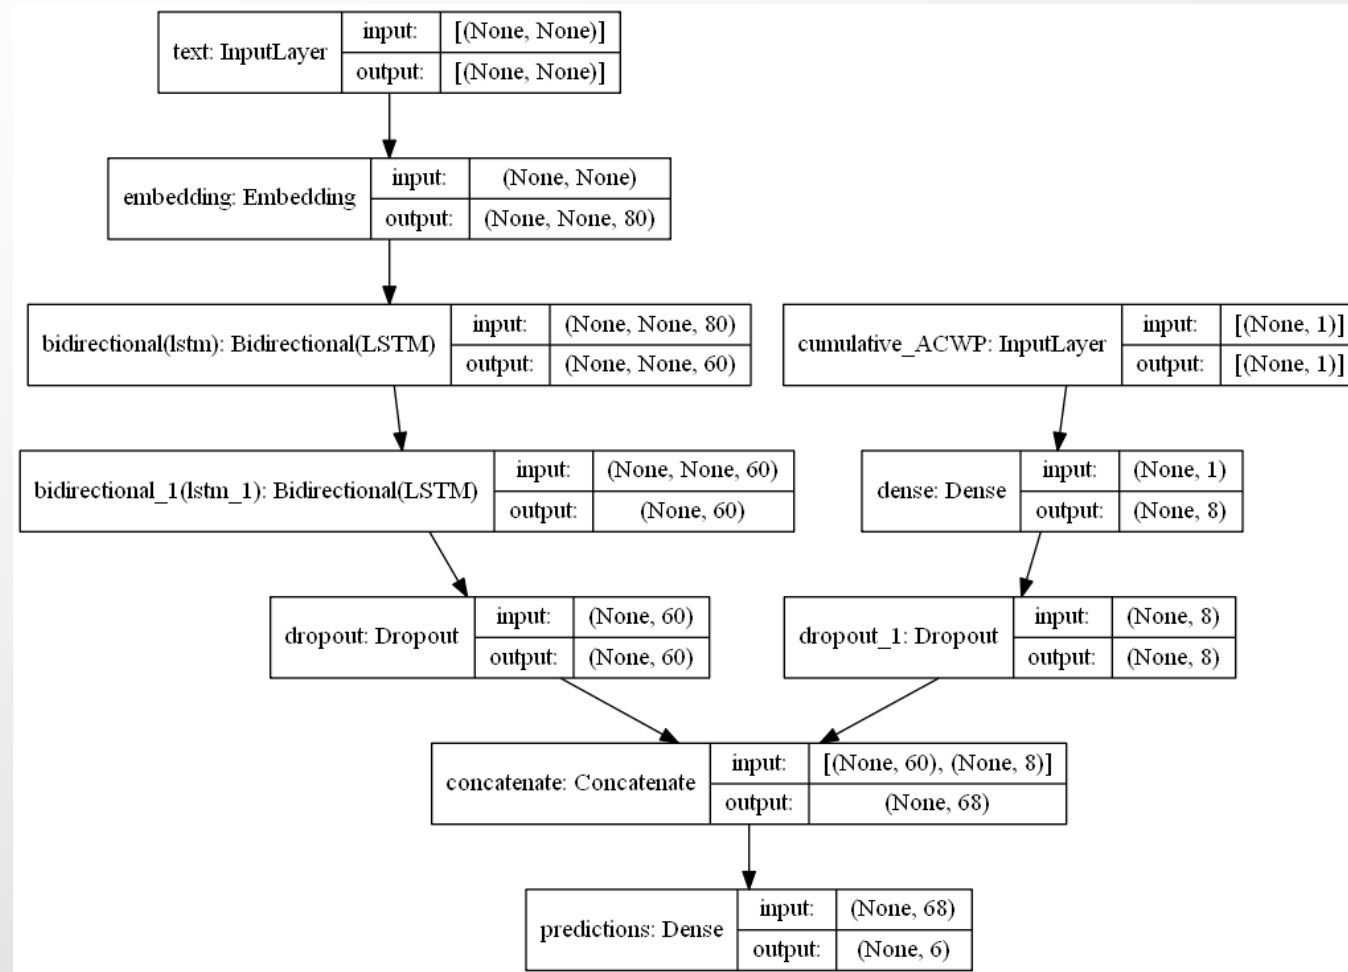 text: InputLayer
input: [(None, None)]
output: [(None, None)]
embedding: Embedding
input: (None, None)
output: (None, None, 80)
bidirectional(lstm): Bidirectional(LSTM)
input: (None, None, 80)
output: (None, None, 60)
cumulative_ACWP: InputLayer
input: [(None, 1)]
output: [(None, 1)]
bidirectional_1(lstm_1): Bidirectional(LSTM)
input: (None, None, 60)
output: (None, 60)
dense: Dense
input: (None, 1)
output: (None, 8)
dropout: Dropout
input: (None, 60)
output: (None, 60)
dropout_1: Dropout
input: (None, 8)
output: (None, 8)
concatenate: Concatenate
input: [(None, 60), (None, 8)]
output: (None, 68)
predictions: Dense
input: (None, 68)
output: (None, 6)